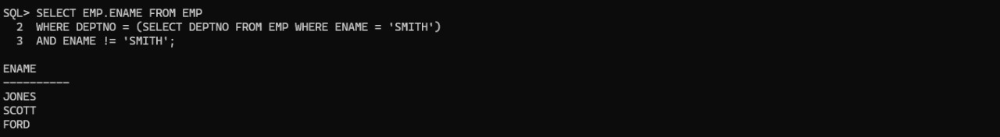 SQL> SELECT EMP.ENAME FROM EMP
  2  WHERE DEPTNO = (SELECT DEPTNO FROM EMP WHERE ENAME = 'SMITH')
  3  AND ENAME != 'SMITH';
ENAME
----------
JONES
SCOTT
FORD